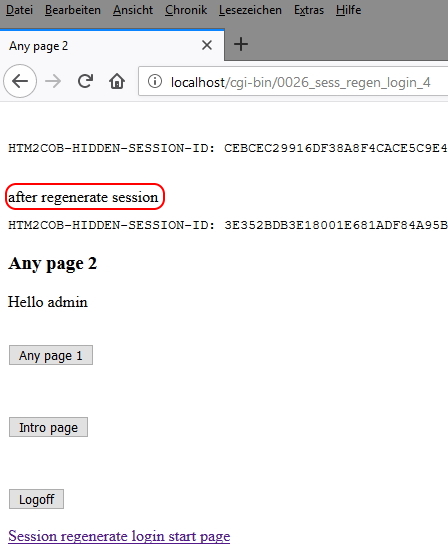 Datei Bearbeiten Ansicht Chronik Lesezeichen Extras Hilfe
Any page 2
localhost/cgi-bin/0026_sess_regen_login_4
HTM2COB-HIDDEN-SESSION-ID: CEBCEC29916DF38A8F4CACE5C9E4
after regenerate session
HTM2COB-HIDDEN-SESSION-ID: 3E352BDB3E18001E681ADF84A95B
Any page 2
Hello admin
Any page 1
Intro page
Logoff
Session regenerate login start page